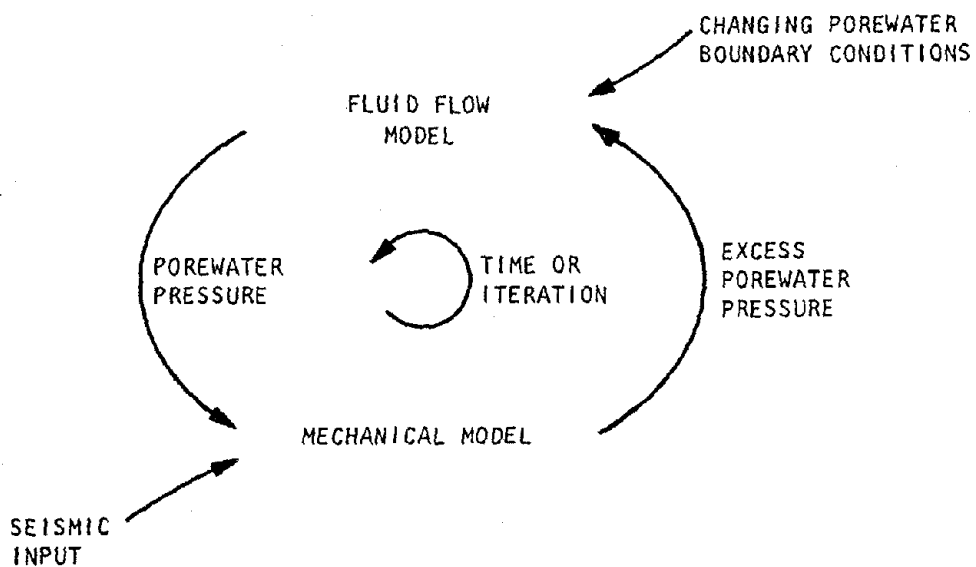 CHANGING POREWATER
BOUNDARY CONDITIONS
FLUID FLOW
MODEL
POREWATER
PRESSURE
TIME OR
ITERATION
EXCESS
POREWATER
PRESSURE
MECHANICAL MODEL
SEISMIC
INPUT